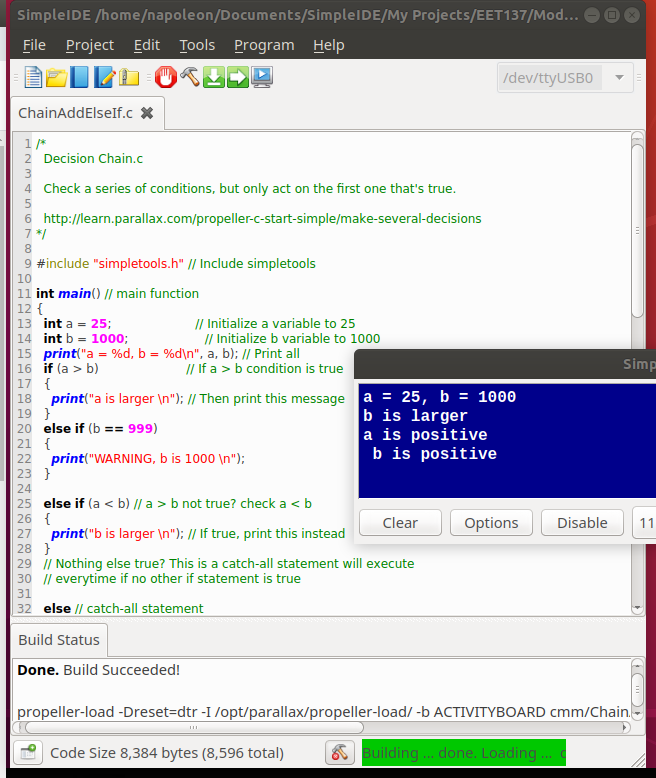 SimpleIDE /home/napoleon/Documents/SimpleIDE/My Projects/EET137/Mod...
File Project Edit Tools Program Help
/dev/ttyUSB0
ChainAddElseIf.c
1 /*
2 Decision Chain.c
3
4 Check a series of conditions, but only act on the first one that's true.
5
6 http://learn.parallax.com/propeller-c-start-simple/make-several-decisions
7 */
8
9 #include "simpletools.h" // Include simpletools
10
11 int main() // main function
12 {
13 int a = 25; // Initialize a variable to 25
14 int b = 1000; // Initialize b variable to 1000
15 print("a = %d, b = %d\n", a, b); // Print all
16 if (a > b) // If a > b condition is true
17 {
18 print("a is larger \n"); // Then print this message
19 }
20 else if (b == 999)
21 {
22 print("WARNING, b is 1000 \n");
23 }
24
25 else if (a < b) // a > b not true? check a < b
26 {
27 print("b is larger \n"); // If true, print this instead
28 }
29 // Nothing else true? This is a catch-all statement will execute
30 // everytime if no other if statement is true
31
32 else // catch-all statement
Simp
a = 25, b = 1000
b is larger
a is positive
b is positive
Clear Options Disable 11
Build Status
Done. Build Succeeded!
propeller-load -Dreset=dtr -I /opt/parallax/propeller-load/ -b ACTIVITYBOARD cmm/Chain
Code Size 8,384 bytes (8,596 total)
Building ... done. Loading ...